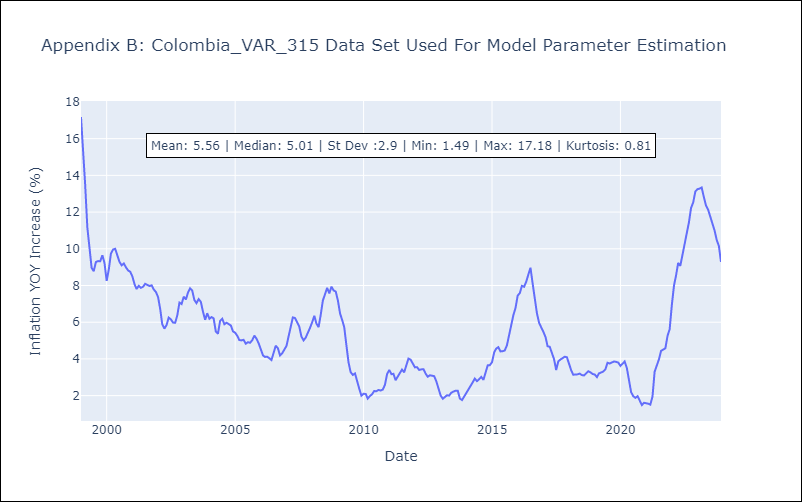 Appendix B: Colombia_VAR_315 Data Set Used For Model Parameter Estimation
18
16
14
12
10
8
6
4
2
Mean: 5.56 | Median: 5.01 | St Dev :2.9 | Min: 1.49 | Max: 17.18 | Kurtosis: 0.81
Inflation YOY Increase (%)
2000 2005 2010 2015 2020
Date